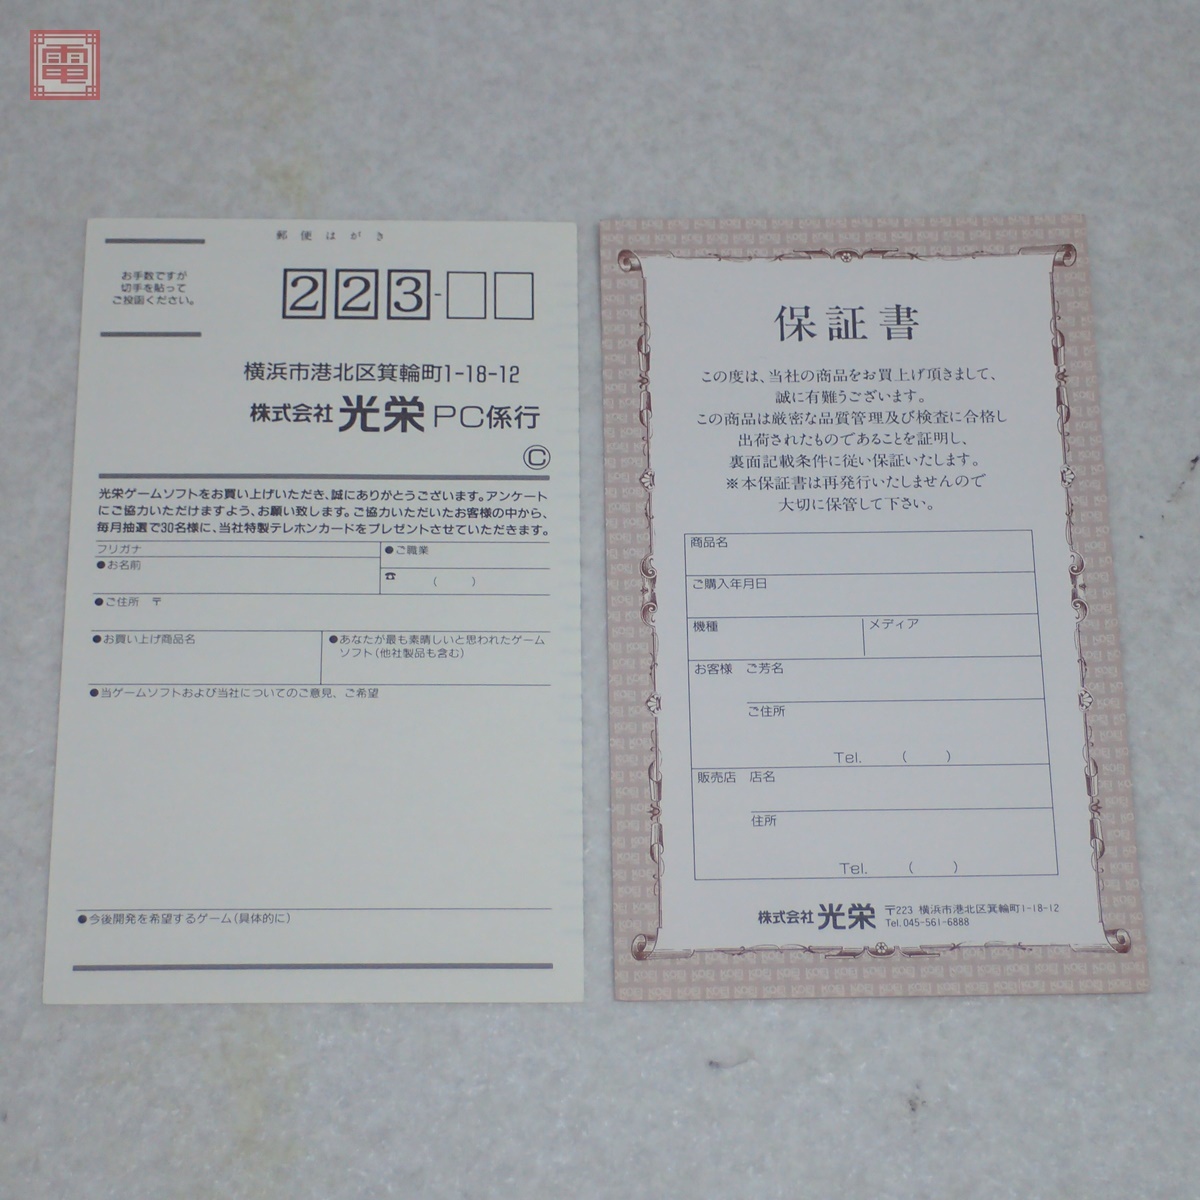 電
郵便はがき
お手数ですが
切手を貼って
ご投函ください。
223-
横浜市港北区箕輪町1-18-12
株式会社 光栄 PC係行
Ⓒ
光栄ゲームソフトをお買い上げいただき、誠にありがとうございます。アンケート
にご協力いただけますよう、お願い致します。ご協力いただいたお客様の中から、
毎月抽選で30名様に、当社特製テレホンカードをプレゼントさせていただきます。
フリガナ
●お名前
●ご職業
☎ ( )
●ご住所 〒
●お買い上げ商品名
●あなたが最も素晴しいと思われたゲーム
ソフト(他社製品も含む)
●当ゲームソフトおよび当社についてのご意見、ご希望
●今後開発を希望するゲーム(具体的に)
保証書
この度は、当社の商品をお買上げ頂きまして、
誠に有難うございます。
この商品は厳密な品質管理及び検査に合格し
出荷されたものであることを証明し、
裏面記載条件に従い保証いたします。
※本保証書は再発行いたしませんので
大切に保管して下さい。
商品名
ご購入年月日
機種 メディア
お客様 ご芳名
ご住所
Tel. ( )
販売店 店名
住所
Tel. ( )
株式会社 光栄 〒223 横浜市港北区箕輪町1-18-12
Tel. 045-561-6888